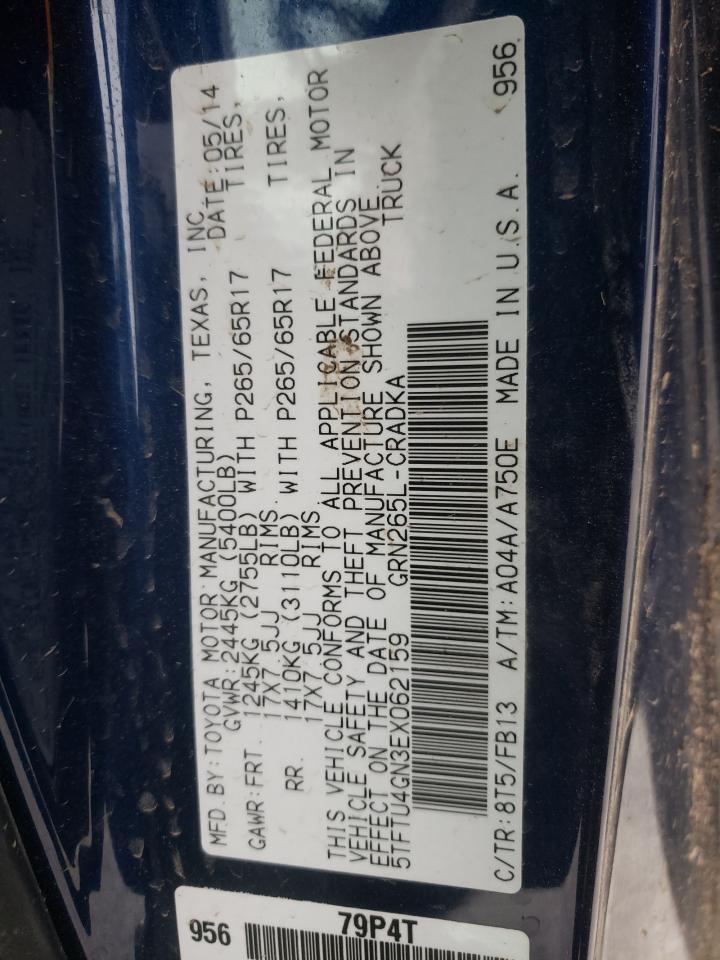 MFD. BY: TOYOTA MOTOR MANUFACTURING, TEXAS, INC.
GVWR: 2445KG (5400LB) DATE: 05/14
GAWR: FRT. 1245KG (2755LB) WITH P265/65R17 TIRES,
17X7.5JJ RIMS.
RR. 1410KG (3110LB) WITH P265/65R17 TIRES,
17X7.5JJ RIMS.
THIS VEHICLE CONFORMS TO ALL APPLICABLE FEDERAL MOTOR
VEHICLE SAFETY AND THEFT PREVENTION STANDARDS IN
EFFECT ON THE DATE OF MANUFACTURE SHOWN ABOVE.
5TFTU4GN3EX062159 GRN265L-CRADKA TRUCK
C/TR: 8T5/FB13 A/TM: A04A/A750E MADE IN U.S.A. 956
956 79P4T